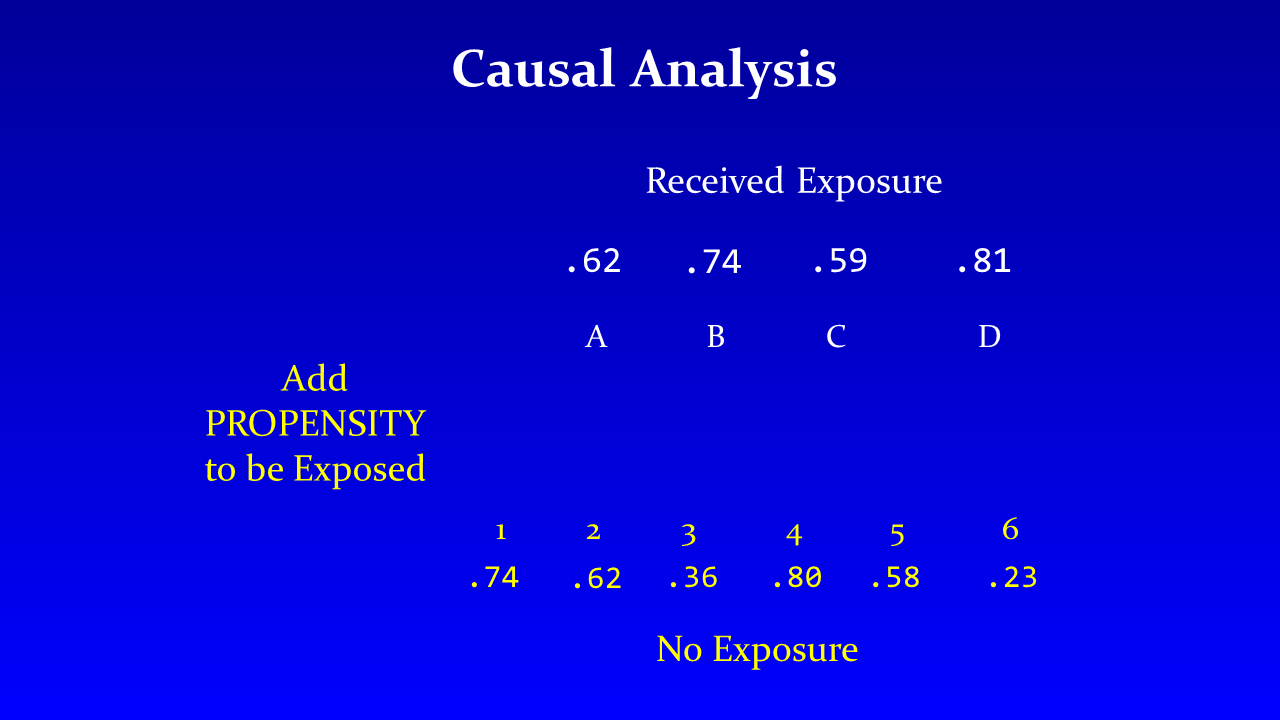 Causal Analysis
Received Exposure
.62 .74 .59 .81
A B C D
Add
PROPENSITY
to be Exposed
1 2 3 4 5 6
.74 .62 .36 .80 .58 .23
No Exposure